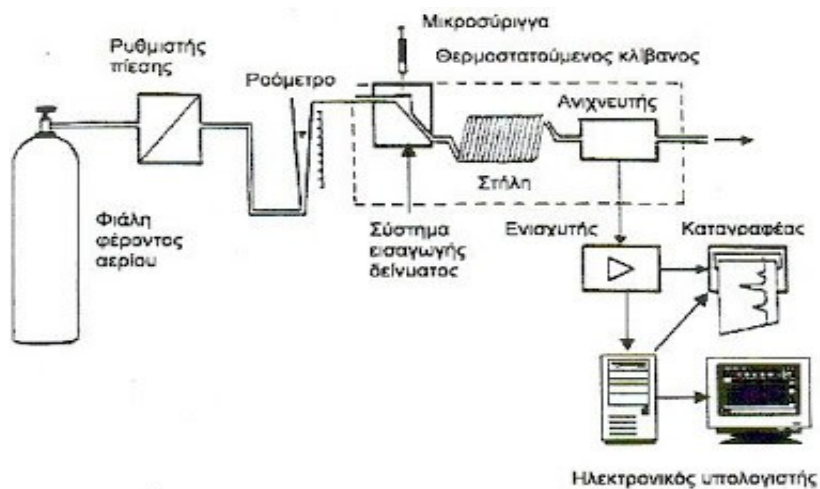 Μικροσύριγγα
Ρυθμιστής
πίεσης
Θερμοστατούμενος κλίβανος
Ροόμετρο
Ανιχνευτής
Στήλη
Φιάλη
φέροντος
αερίου
Σύστημα
εισαγωγής
δείγματος
Ενισχυτής
Καταγραφέας
Ηλεκτρονικός υπολογιστής